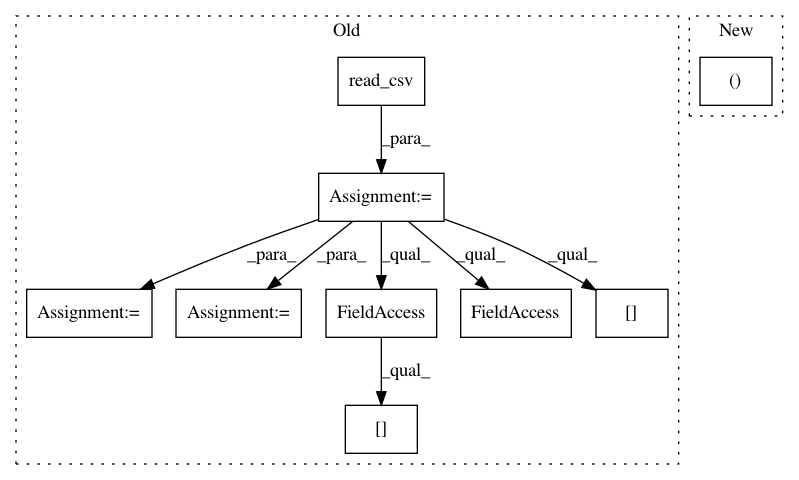 Old
New
read_csv
()
_para_
Assignment:=
_para_
_para_
_qual_
_qual_
_qual_
Assignment:=
Assignment:=
FieldAccess
FieldAccess
[]
_qual_
[]